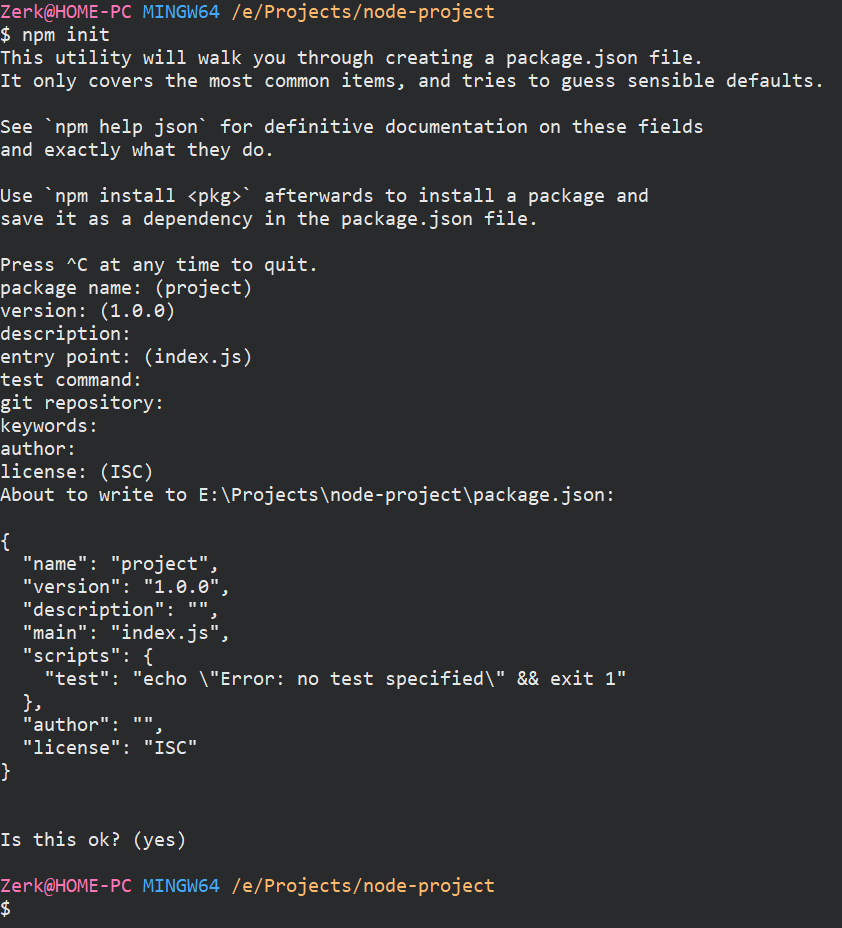 Zerk@HOME-PC MINGW64 /e/Projects/node-project
$ npm init
This utility will walk you through creating a package.json file.
It only covers the most common items, and tries to guess sensible defaults.

See `npm help json` for definitive documentation on these fields
and exactly what they do.

Use `npm install <pkg>` afterwards to install a package and
save it as a dependency in the package.json file.

Press ^C at any time to quit.
package name: (project)
version: (1.0.0)
description:
entry point: (index.js)
test command:
git repository:
keywords:
author:
license: (ISC)
About to write to E:\Projects\node-project\package.json:

{
  "name": "project",
  "version": "1.0.0",
  "description": "",
  "main": "index.js",
  "scripts": {
    "test": "echo \"Error: no test specified\" && exit 1"
  },
  "author": "",
  "license": "ISC"
}


Is this ok? (yes)

Zerk@HOME-PC MINGW64 /e/Projects/node-project
$